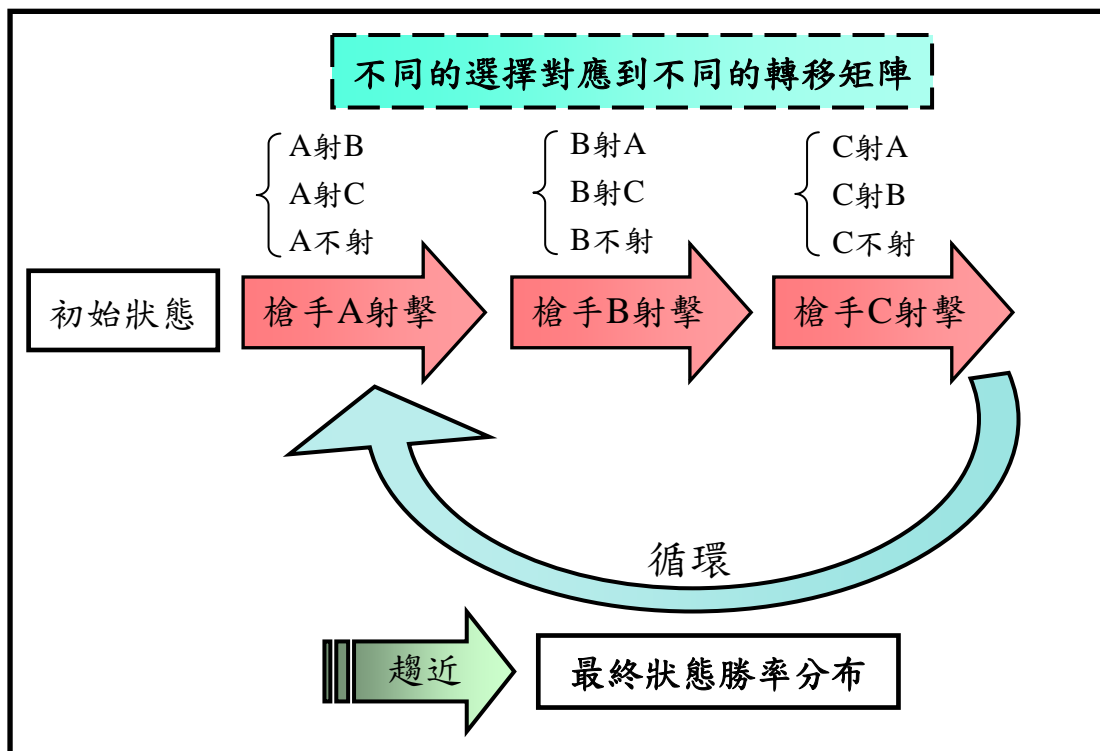 不同的選擇對應到不同的轉移矩陣
A射B
A射C
A不射
B射A
B射C
B不射
C射A
C射B
C不射
初始狀態
槍手A射擊
槍手B射擊
槍手C射擊
循環
趨近
最終狀態勝率分布